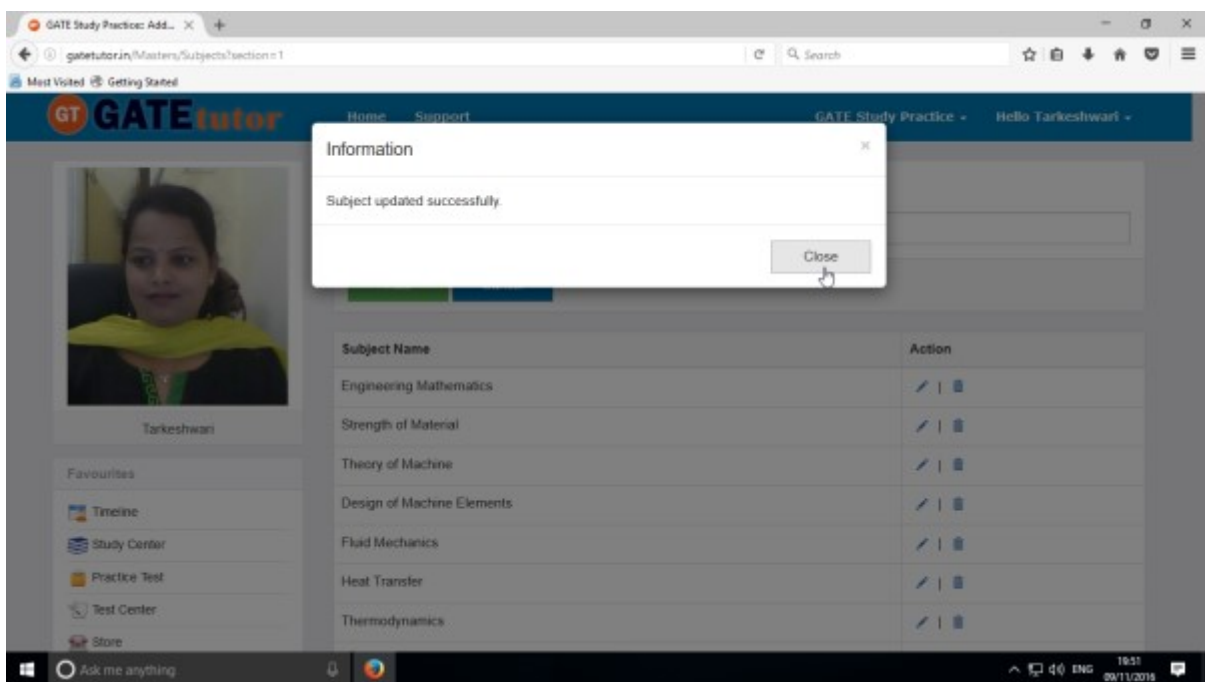 GATE Study Practice: Add...
gatetutor.in/Masters/Subjects?section=1
Search
Most Visited Getting Started
GT GATEtutor Home Support GATE Study Practice Hello Tarkeshwari
Information
Subject updated successfully.
Close
Subject Name Action
Engineering Mathematics |
Strength of Material |
Theory of Machine |
Design of Machine Elements |
Fluid Mechanics |
Heat Transfer |
Thermodynamics |
Tarkeshwari
Favourites
Timeline
Study Center
Practice Test
Test Center
Store
Ask me anything
ENG
19:51
09/11/2016